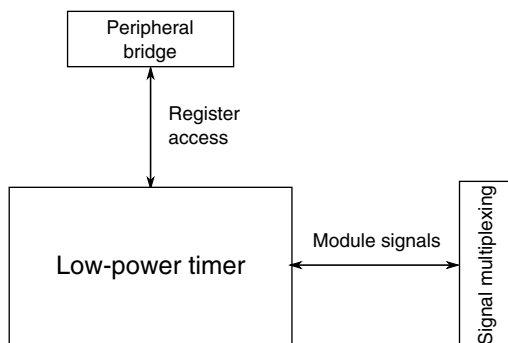 Peripheral
bridge
Register
access
Low-power timer
Module signals
Signal multiplexing